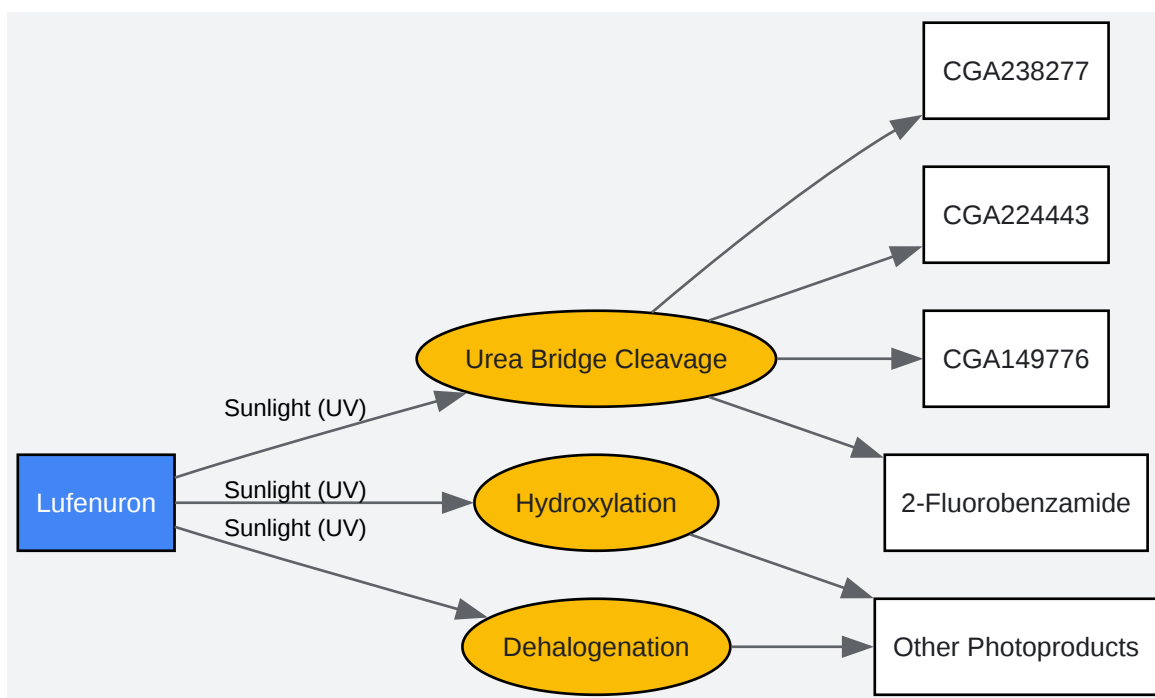 CGA238277
CGA224443
Urea Bridge Cleavage
CGA149776
Sunlight (UV)
Lufenuron
Sunlight (UV)
Hydroxylation
2-Fluorobenzamide
Sunlight (UV)
Dehalogenation
Other Photoproducts